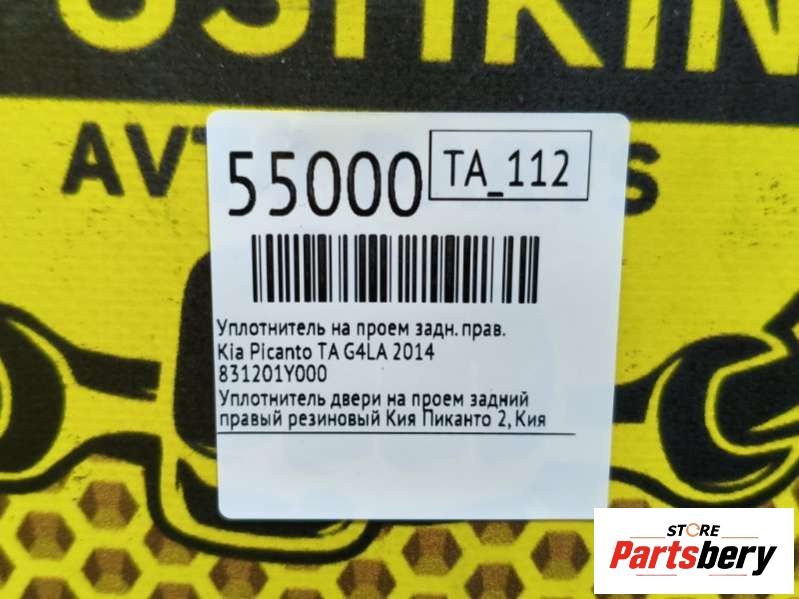 55000
TA_112
Уплотнитель на проем задн. прав.
Kia Picanto TA G4LA 2014
831201Y000
Уплотнитель двери на проем задний
правый резиновый Кия Пиканто 2, Кия
STORE
Partsbery